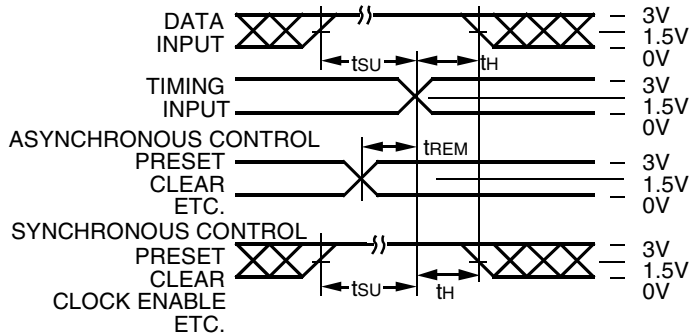 DATA
INPUT
tSU
tH
3V
1.5V
0V
TIMING
INPUT
3V
1.5V
0V
ASYNCHRONOUS CONTROL
PRESET
CLEAR
ETC.
tREM
3V
1.5V
0V
SYNCHRONOUS CONTROL
PRESET
CLEAR
CLOCK ENABLE
ETC.
tSU
tH
3V
1.5V
0V